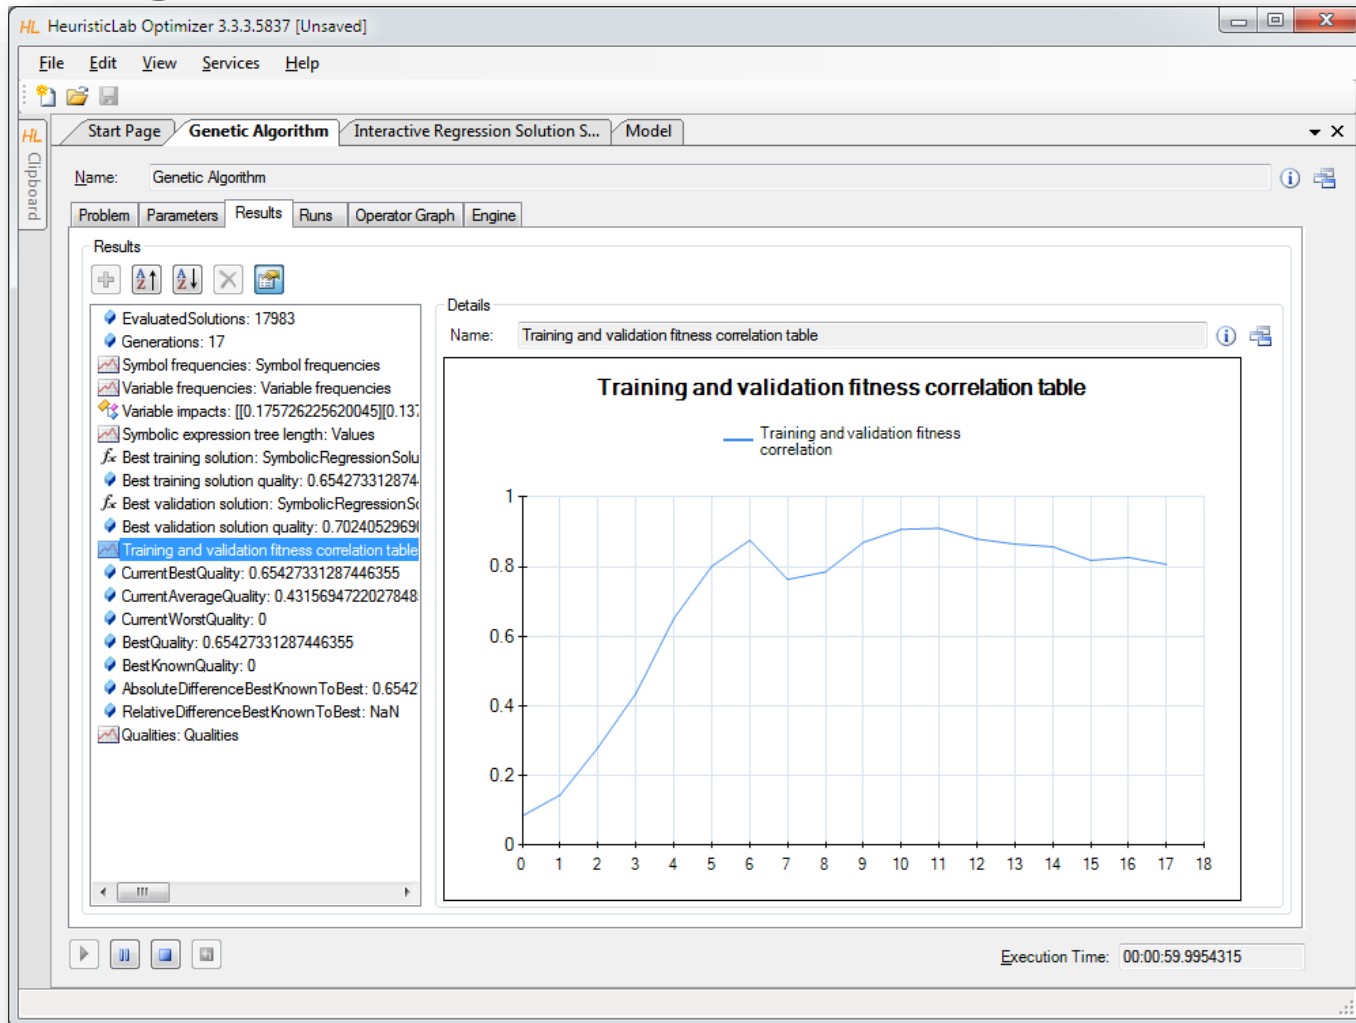 HL HeuristicLab Optimizer 3.3.3.5837 [Unsaved]
File Edit View Services Help
HL Clipboard
Start Page Genetic Algorithm Interactive Regression Solution S... Model
Name: Genetic Algorithm
Problem Parameters Results Runs Operator Graph Engine
Results
EvaluatedSolutions: 17983
Generations: 17
Symbol frequencies: Symbol frequencies
Variable frequencies: Variable frequencies
Variable impacts: [[0.175726225620045][0.137
Symbolic expression tree length: Values
Best training solution: SymbolicRegressionSolu
Best training solution quality: 0.6542733128744
Best validation solution: SymbolicRegressionSo
Best validation solution quality: 0.70240529690
Training and validation fitness correlation table
CurrentBestQuality: 0.65427331287446355
CurrentAverageQuality: 0.4315694722027848
CurrentWorstQuality: 0
BestQuality: 0.65427331287446355
BestKnownQuality: 0
AbsoluteDifferenceBestKnownToBest: 0.6542
RelativeDifferenceBestKnownToBest: NaN
Qualities: Qualities
Details
Name: Training and validation fitness correlation table
Training and validation fitness correlation table
Training and validation fitness
correlation
1
0.8
0.6
0.4
0.2
0
0 1 2 3 4 5 6 7 8 9 10 11 12 13 14 15 16 17 18
Execution Time: 00:00:59.9954315